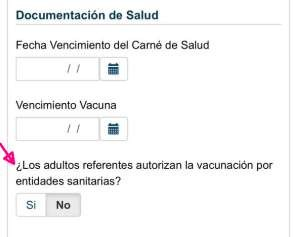 Documentación de Salud
Fecha Vencimiento del Carné de Salud
/ /
Vencimiento Vacuna
/ /
¿Los adultos referentes autorizan la vacunación por
entidades sanitarias?
Si No